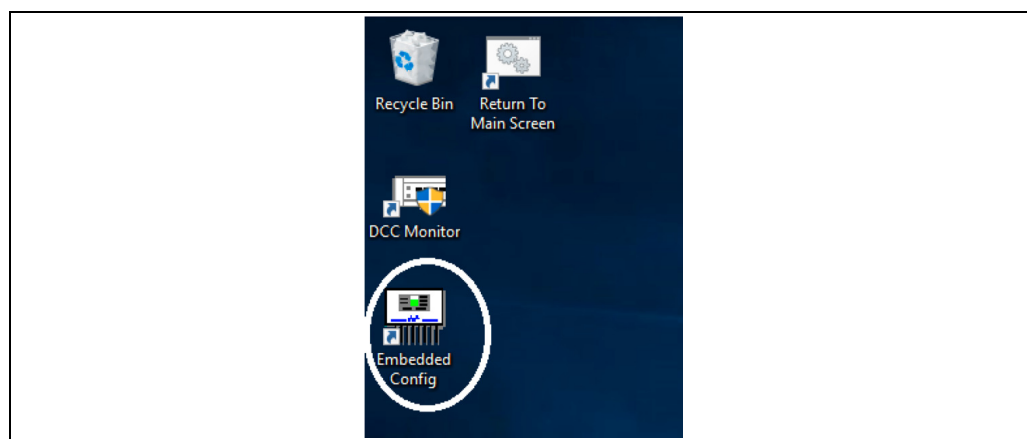 Recycle Bin
Return To
Main Screen
DCC Monitor
Embedded
Config